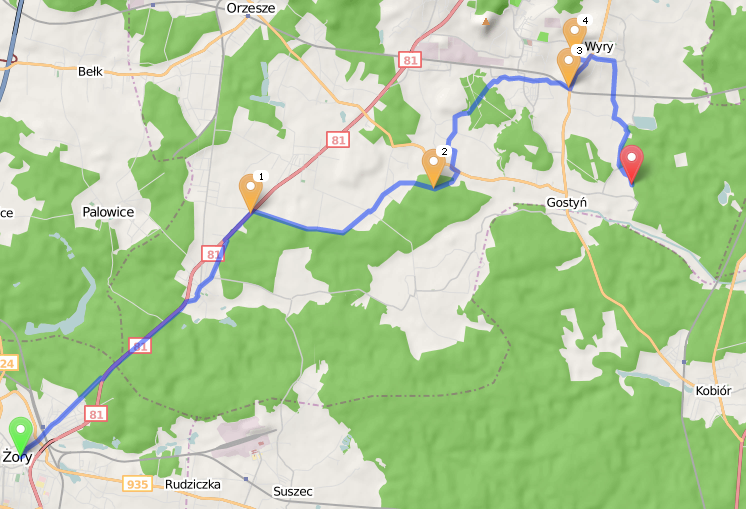 Orzesze
4
Wyry
3
81
Bełk
81
2
1
ce
Palowice
Gostyń
81
81
24
Kobiór
81
Żory
935
Rudziczka
Suszec